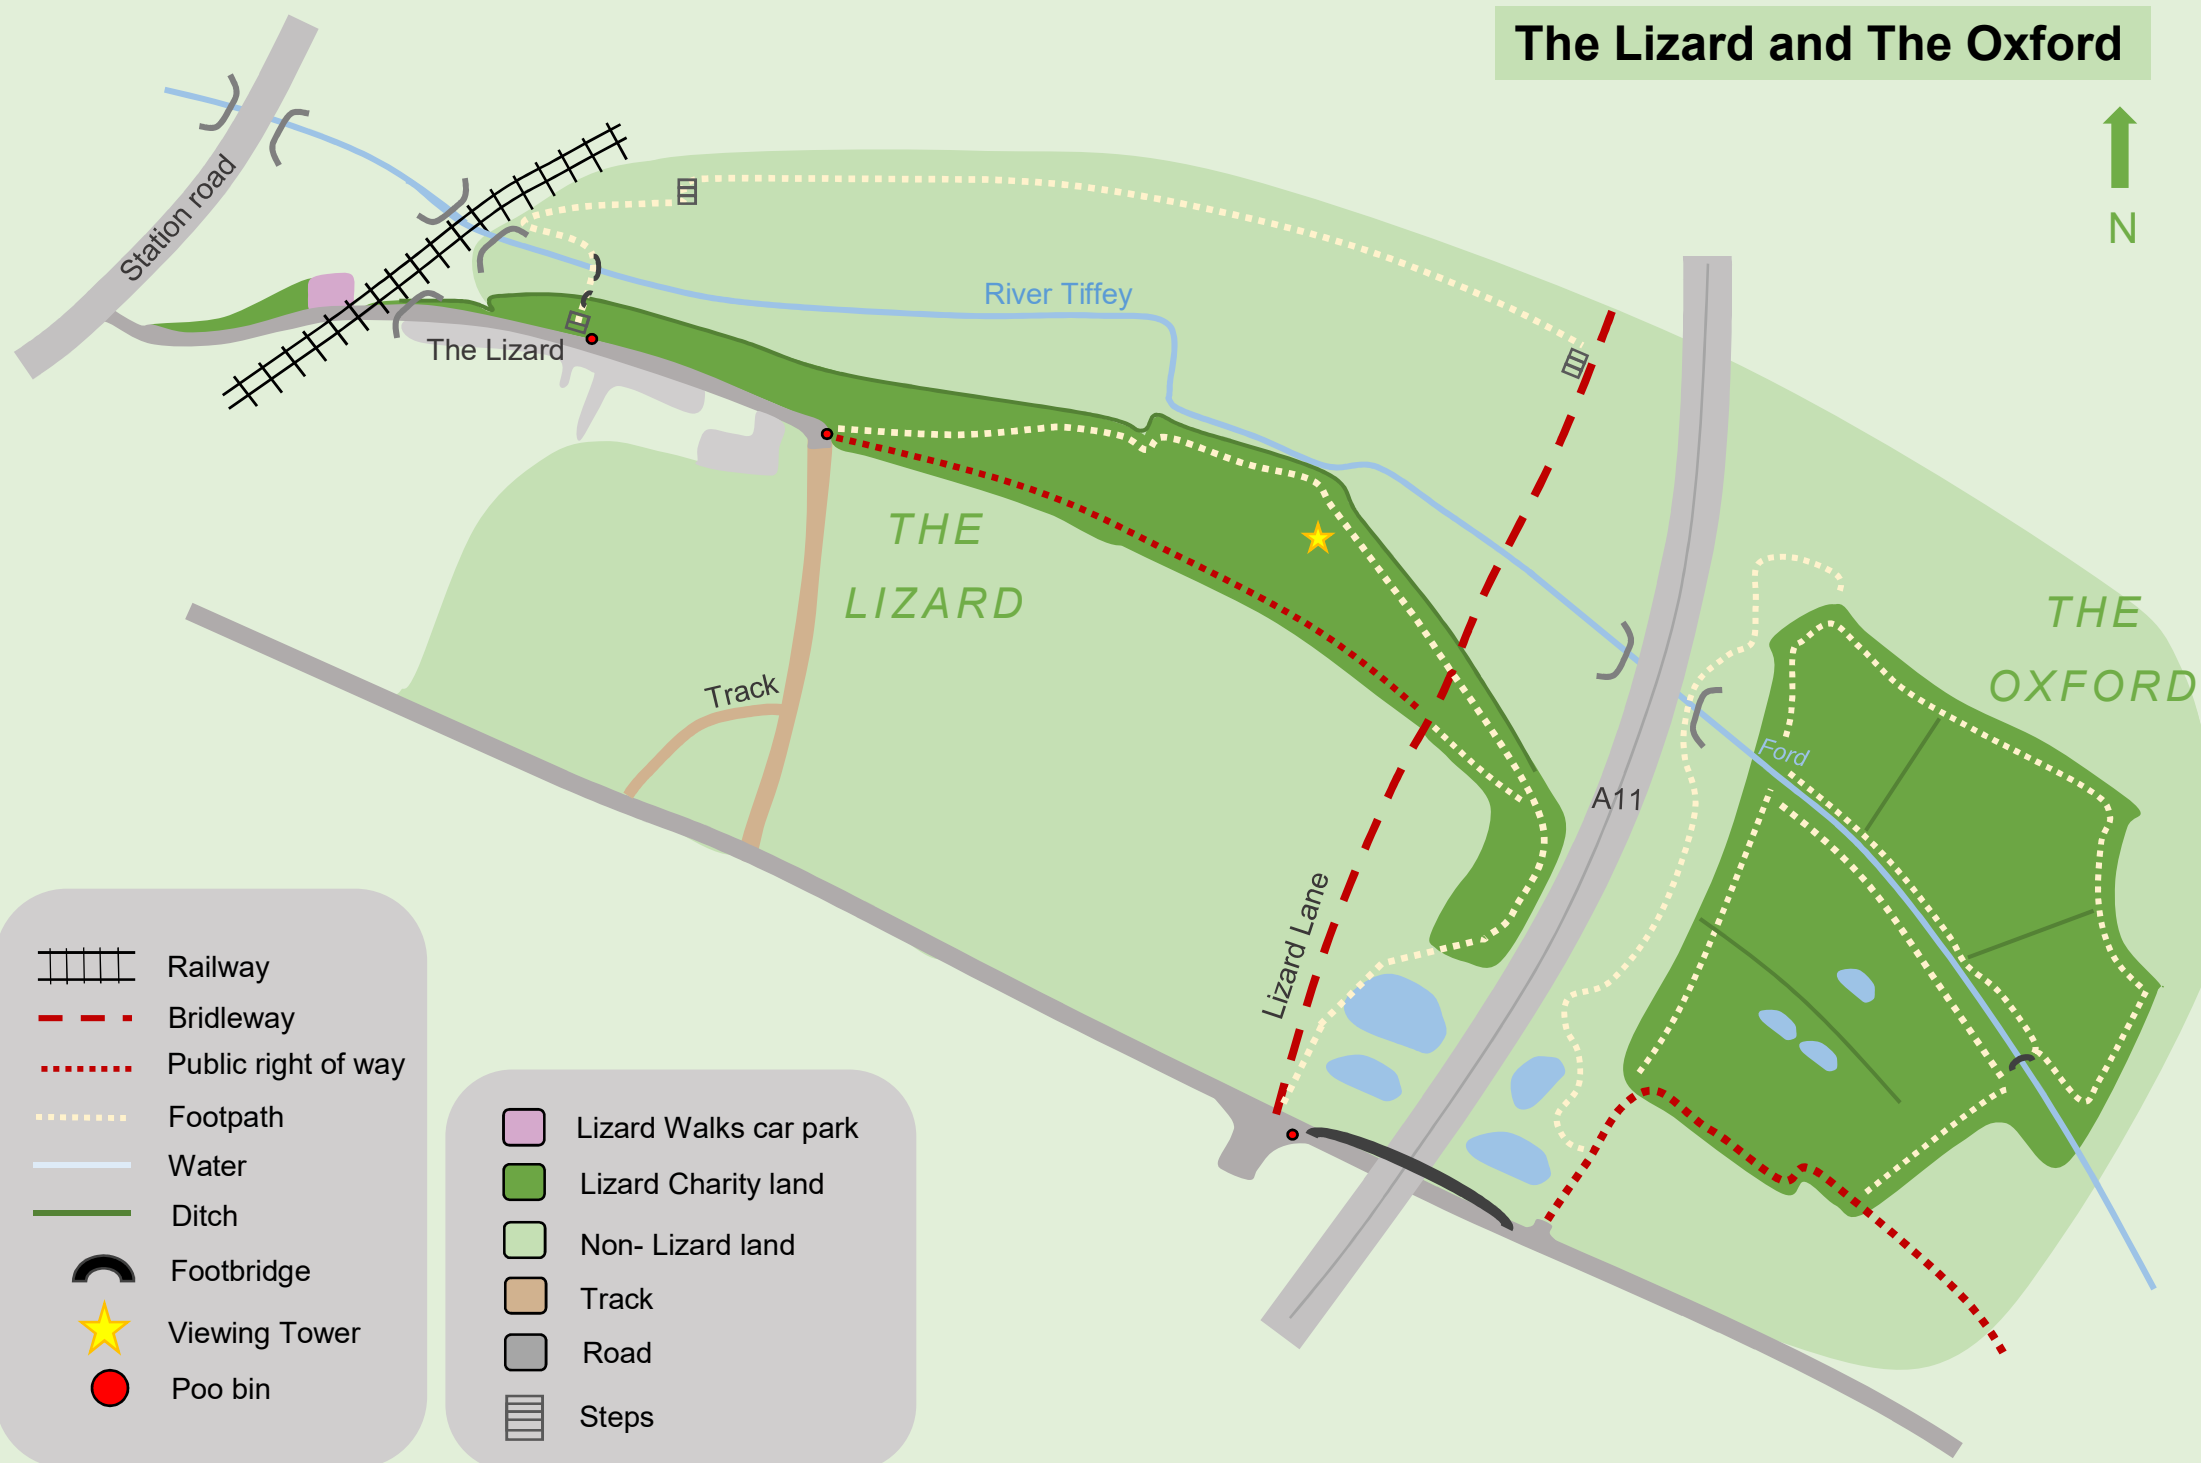 The Lizard and The Oxford
N
Station road
River Tiffey
The Lizard
THE
LIZARD
THE
OXFORD
Track
Ford
A11
Lizard Lane
Railway
Bridleway
Public right of way
Footpath
Water
Ditch
Footbridge
Viewing Tower
Poo bin
Lizard Walks car park
Lizard Charity land
Non- Lizard land
Track
Road
Steps